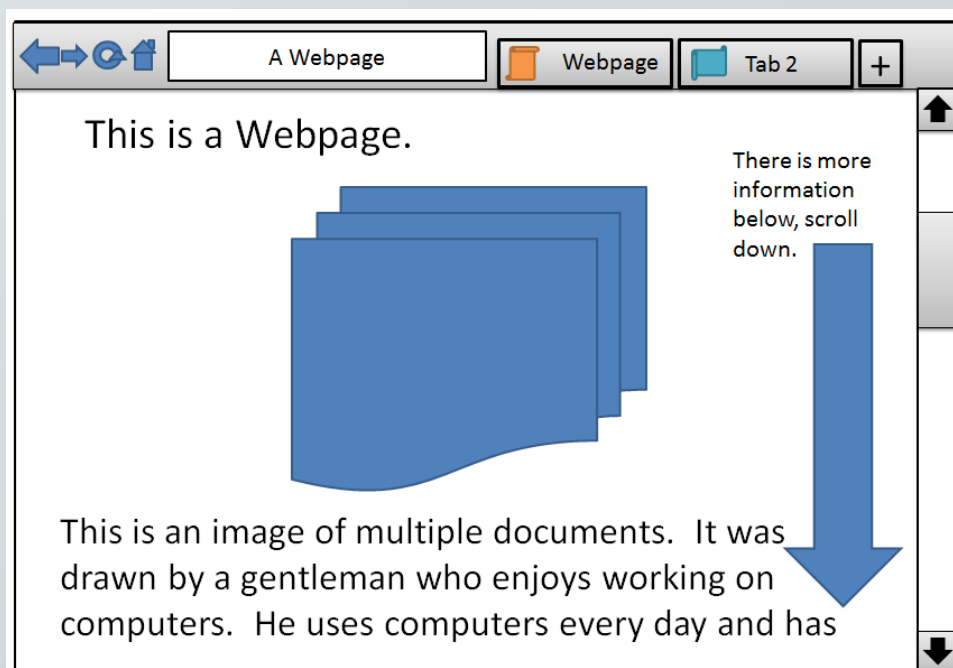 A Webpage
Webpage
Tab 2
+
This is a Webpage.
There is more
information
below, scroll
down.
This is an image of multiple documents.  It was
drawn by a gentleman who enjoys working on
computers.  He uses computers every day and has